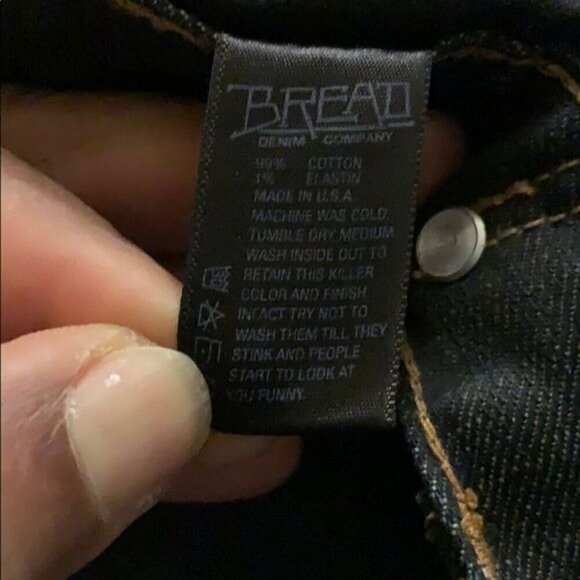 BREAD
DENIM COMPANY
99% COTTON
1% ELASTIN
MADE IN U.S.A
MACHINE WAS COLD.
TUMBLE DRY MEDIUM
WASH INSIDE OUT TO
RETAIN THIS KILLER
COLOR AND FINISH.
INFACT TRY NOT TO
WASH THEM TILL THEY
STINK AND PEOPLE
START TO LOOK AT
YOU FUNNY.